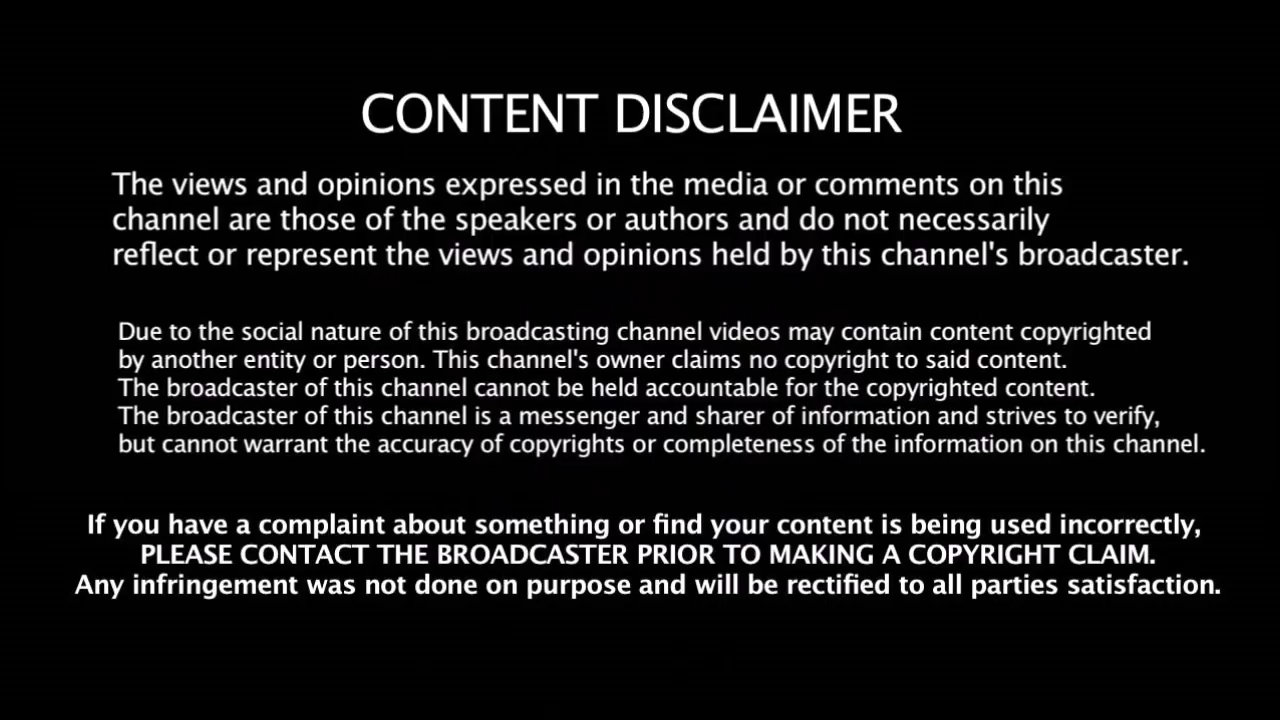 CONTENT DISCLAIMER
The views and opinions expressed in the media or comments on this
channel are those of the speakers or authors and do not necessarily
reflect or represent the views and opinions held by this channel's broadcaster.
Due to the social nature of this broadcasting channel videos may contain content copyrighted
by another entity or person. This channel's owner claims no copyright to said content.
The broadcaster of this channel cannot be held accountable for the copyrighted content.
The broadcaster of this channel is a messenger and sharer of information and strives to verify,
but cannot warrant the accuracy of copyrights or completeness of the information on this channel.
If you have a complaint about something or find your content is being used incorrectly,
PLEASE CONTACT THE BROADCASTER PRIOR TO MAKING A COPYRIGHT CLAIM.
Any infringement was not done on purpose and will be rectified to all parties satisfaction.